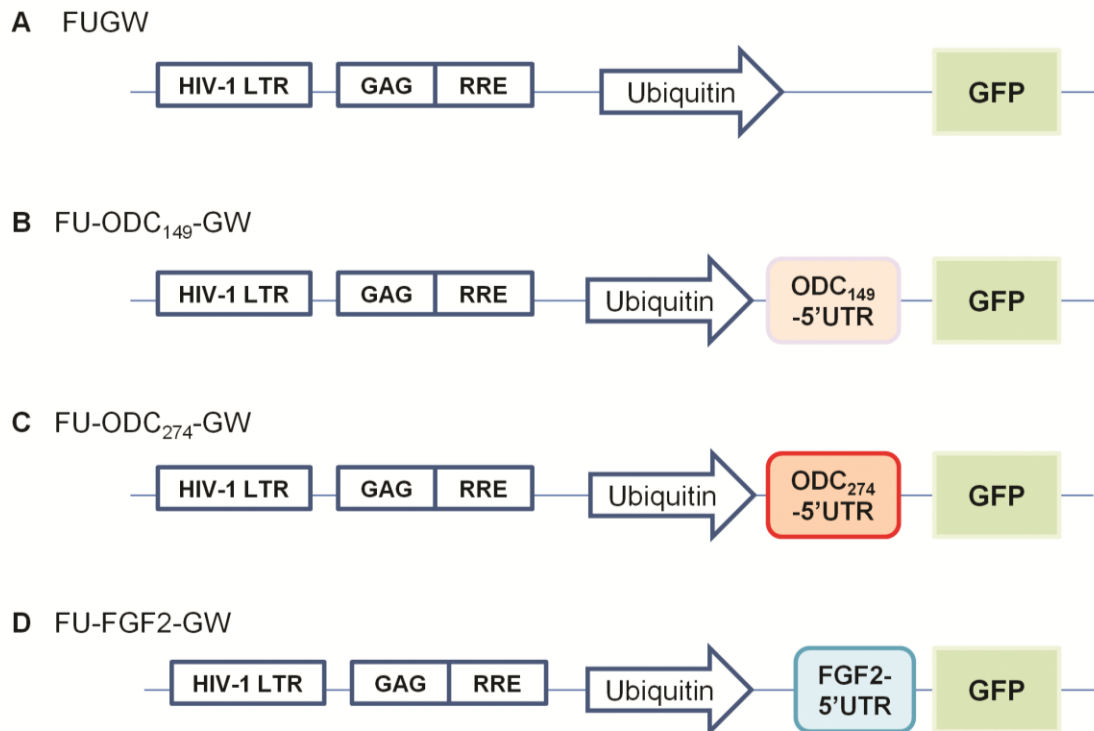 A FUGW
HIV-1 LTR GAG RRE Ubiquitin GFP
B FU-ODC₁₄₉-GW
HIV-1 LTR GAG RRE Ubiquitin ODC₁₄₉ GFP
-5’UTR
C FU-ODC₂₇₄-GW
HIV-1 LTR GAG RRE Ubiquitin ODC₂₇₄ GFP
-5’UTR
D FU-FGF2-GW
HIV-1 LTR GAG RRE Ubiquitin FGF2- GFP
5’UTR